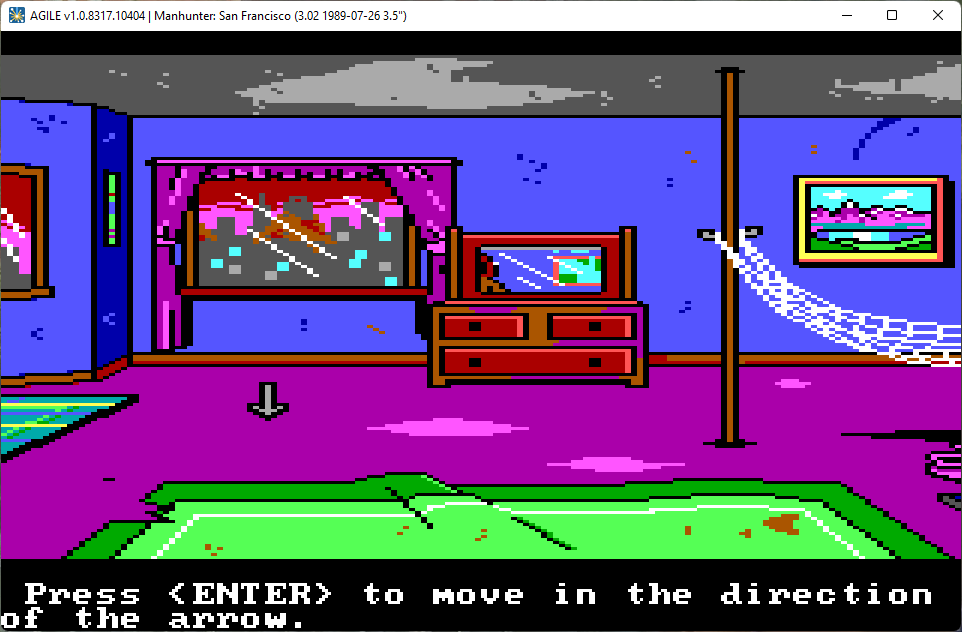 AGILE v1.0.8317.10404 | Manhunter: San Francisco (3.02 1989-07-26 3.5")
Press <ENTER> to move in the direction
of the arrow.